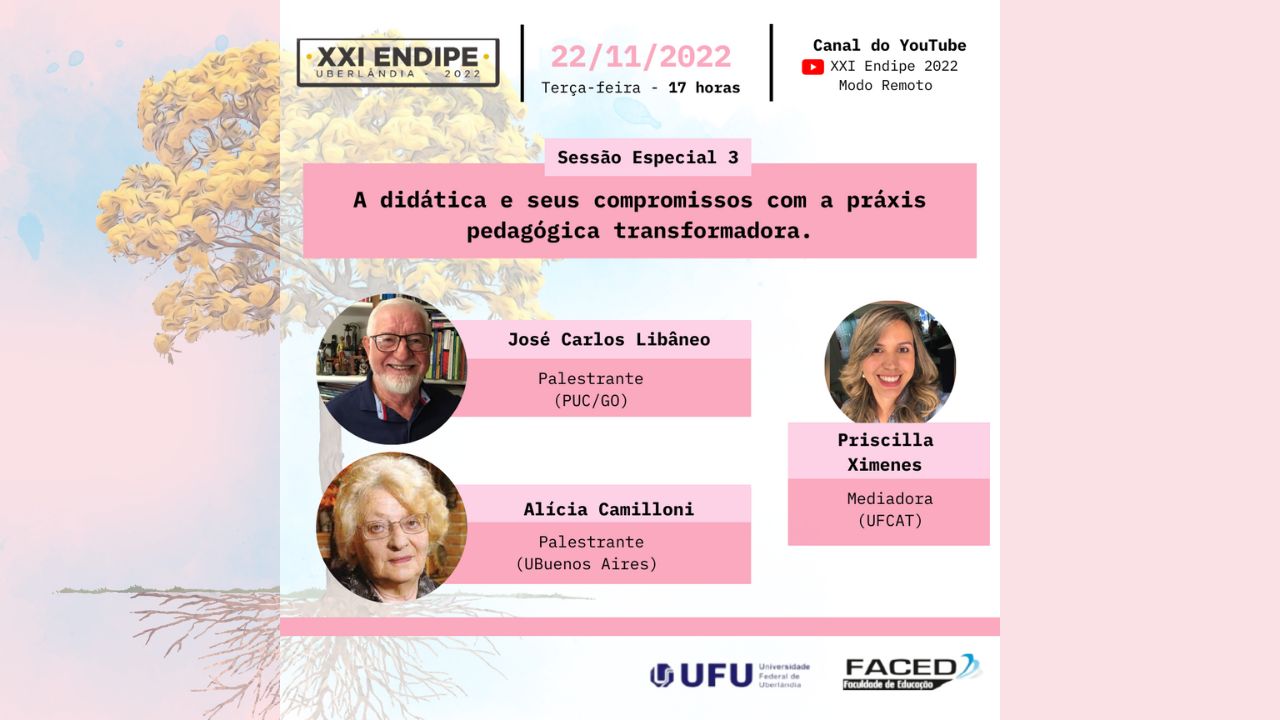 XXI ENDIPE
UBERLÂNDIA - 2022
22/11/2022
Terça-feira - 17 horas
Canal do YouTube
XXI Endipe 2022
Modo Remoto
Sessão Especial 3
A didática e seus compromissos com a práxis
pedagógica transformadora.
José Carlos Libâneo
Palestrante
(PUC/GO)
Alícia Camilloni
Palestrante
(UBuenos Aires)
Priscilla
Ximenes
Mediadora
(UFCAT)
UFU
Universidade
Federal de
Uberlândia
FACED
Faculdade de Educação